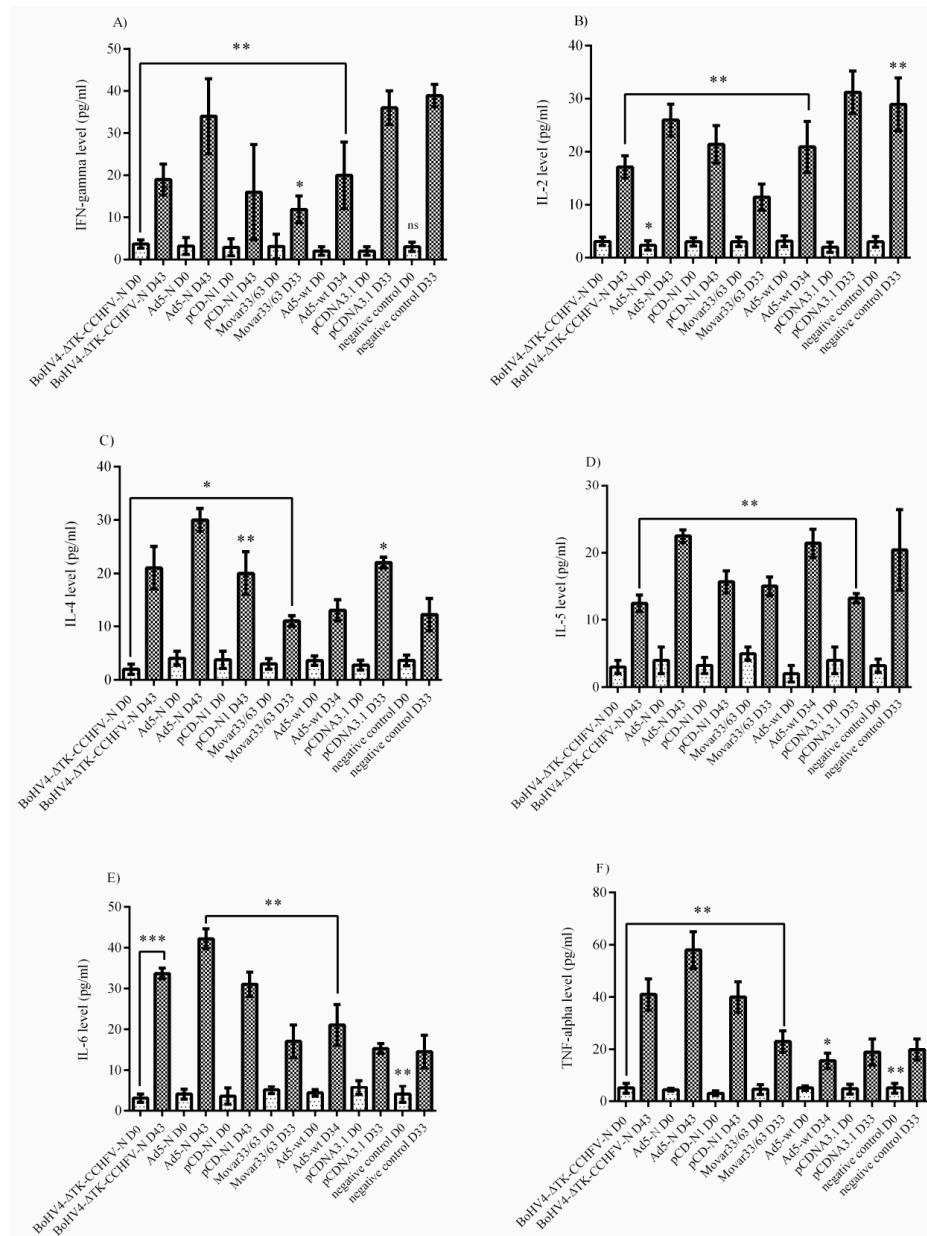 A)
**
50
40
30
20
10
0
IFN-gamma level (pg/ml)
*
ns
BoHV4-ΔTK-CCHFV-N D0
BoHV4-ΔTK-CCHFV-N D43
Ad5-N D0
Ad5-N D43
pCD-N1 D0
pCD-N1 D43
Movar33/63 D0
Movar33/63 D33
Ad5-wt D0
Ad5-wt D34
pCDNA3.1 D0
pCDNA3.1 D33
negative control D0
negative control D33
B)
40
30
20
10
0
IL-2 level (pg/ml)
**
**
*
BoHV4-ΔTK-CCHFV-N D0
BoHV4-ΔTK-CCHFV-N D43
Ad5-N D0
Ad5-N D43
pCD-N1 D0
pCD-N1 D43
Movar33/63 D0
Movar33/63 D33
Ad5-wt D0
Ad5-wt D34
pCDNA3.1 D0
pCDNA3.1 D33
negative control D0
negative control D33
C)
40
30
20
10
0
IL-4 level (pg/ml)
*
**
*
BoHV4-ΔTK-CCHFV-N D0
BoHV4-ΔTK-CCHFV-N D43
Ad5-N D0
Ad5-N D43
pCD-N1 D0
pCD-N1 D43
Movar33/63 D0
Movar33/63 D33
Ad5-wt D0
Ad5-wt D34
pCDNA3.1 D0
pCDNA3.1 D33
negative control D0
negative control D33
D)
30
20
10
0
IL-5 level (pg/ml)
**
BoHV4-ΔTK-CCHFV-N D0
BoHV4-ΔTK-CCHFV-N D43
Ad5-N D0
Ad5-N D43
pCD-N1 D0
pCD-N1 D43
Movar33/63 D0
Movar33/63 D33
Ad5-wt D0
Ad5-wt D34
pCDNA3.1 D0
pCDNA3.1 D33
negative control D0
negative control D33
E)
50
40
30
20
10
0
IL-6 level (pg/ml)
***
**
**
BoHV4-ΔTK-CCHFV-N D0
BoHV4-ΔTK-CCHFV-N D43
Ad5-N D0
Ad5-N D43
pCD-N1 D0
pCD-N1 D43
Movar33/63 D0
Movar33/63 D33
Ad5-wt D0
Ad5-wt D34
pCDNA3.1 D0
pCDNA3.1 D33
negative control D0
negative control D33
F)
80
60
40
20
0
TNF-alpha level (pg/ml)
**
*
**
BoHV4-ΔTK-CCHFV-N D0
BoHV4-ΔTK-CCHFV-N D43
Ad5-N D0
Ad5-N D43
pCD-N1 D0
pCD-N1 D43
Movar33/63 D0
Movar33/63 D33
Ad5-wt D0
Ad5-wt D34
pCDNA3.1 D0
pCDNA3.1 D33
negative control D0
negative control D33